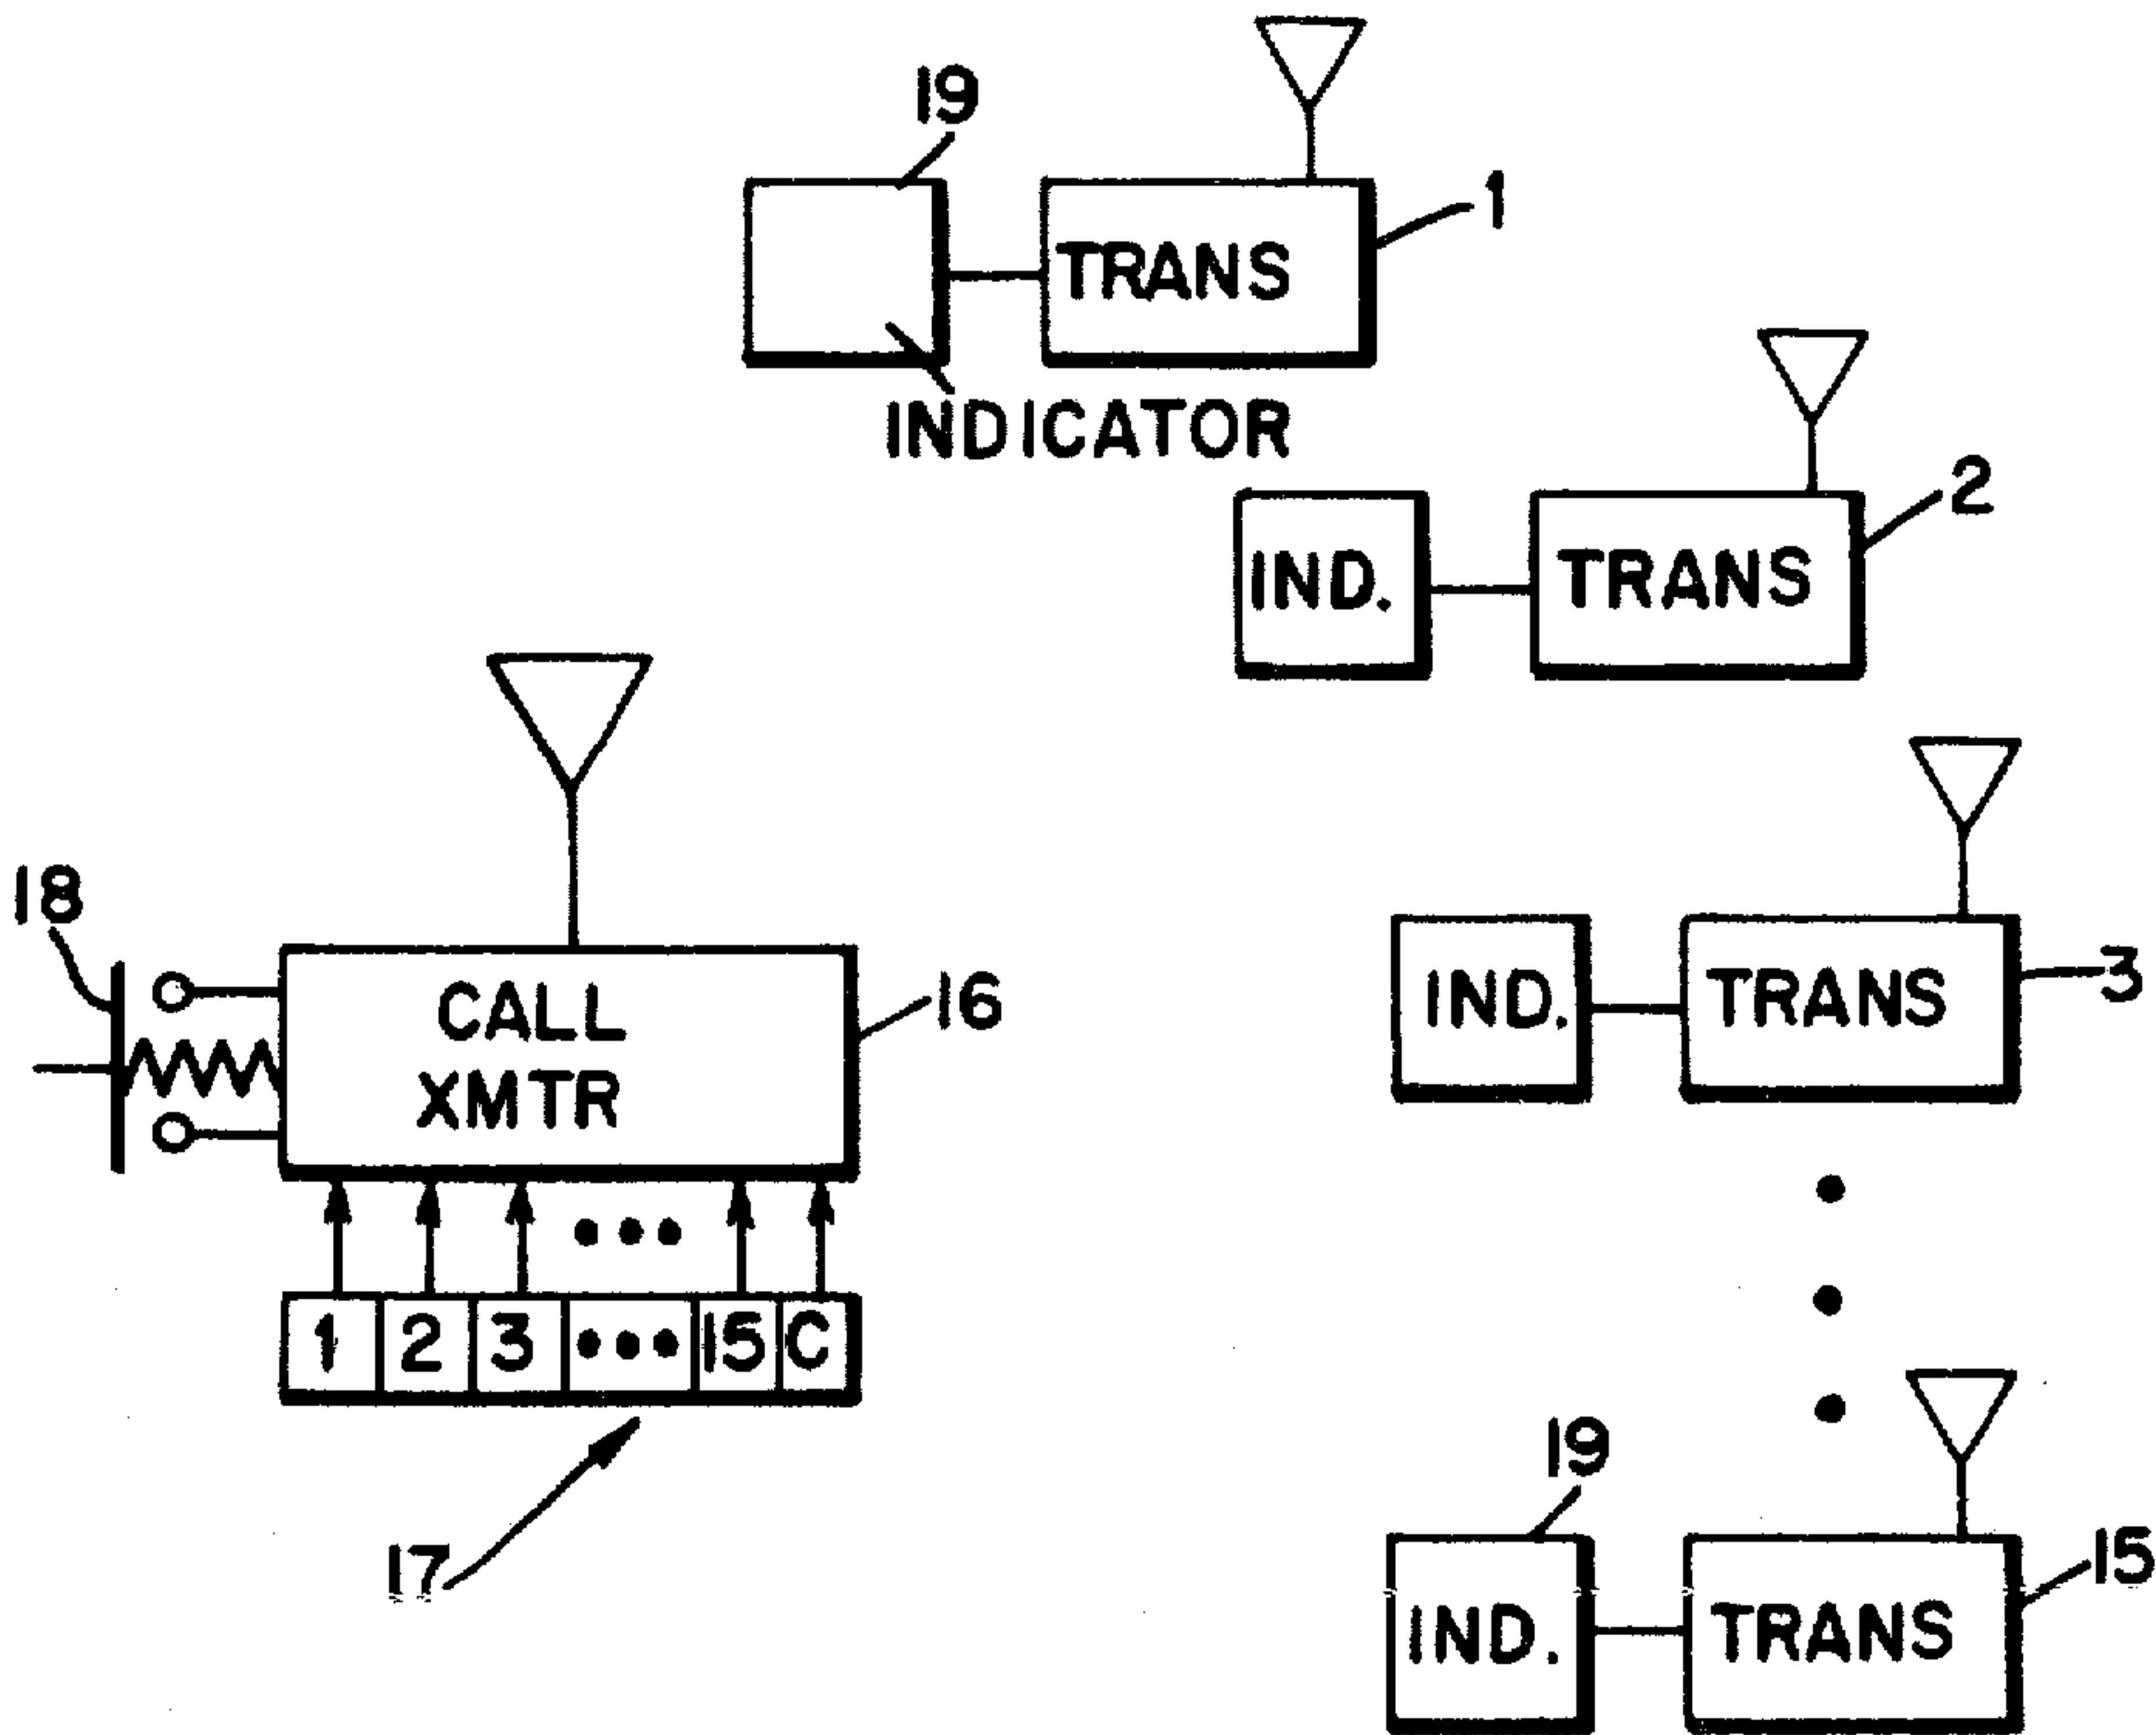 19
1
TRANS
INDICATOR
2
IND.
TRANS
18
CALL
XMTR
16
IND.
TRANS
3
•••
1 2 3 ••• 15 C
17
19
IND.
TRANS
15